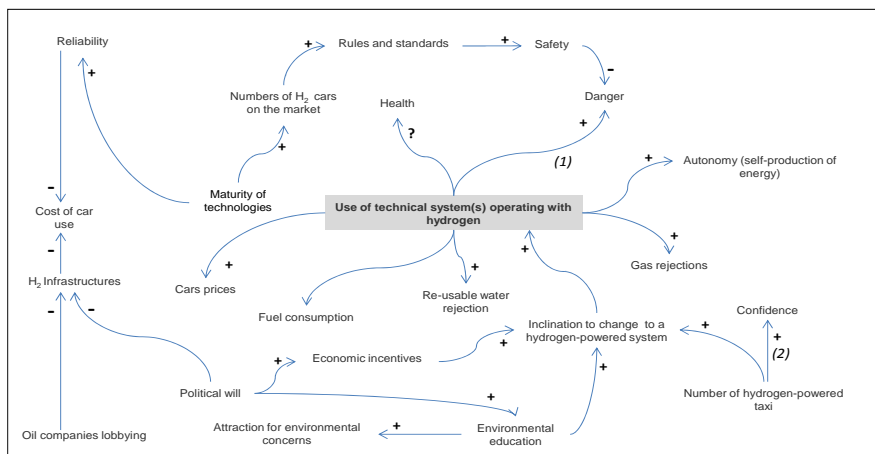 Reliability
+
+
Rules and standards
+
Safety
-
Numbers of H2 cars
on the market
+
Health
?
Danger
+
(1)
+
Autonomy (self-production of
energy)
Maturity of
technologies
Use of technical system(s) operating with
hydrogen
-
Cost of car
use
-
+
+
+
+
Gas rejections
H2 Infrastructures
-
-
Cars prices
Re-usable water
rejection
Fuel consumption
Inclination to change to a
hydrogen-powered system
+
Confidence
+
(2)
+
Economic incentives
+
+
Political will
+
Number of hydrogen-powered
taxi
Oil companies lobbying
Attraction for environmental
concerns
+
Environmental
education